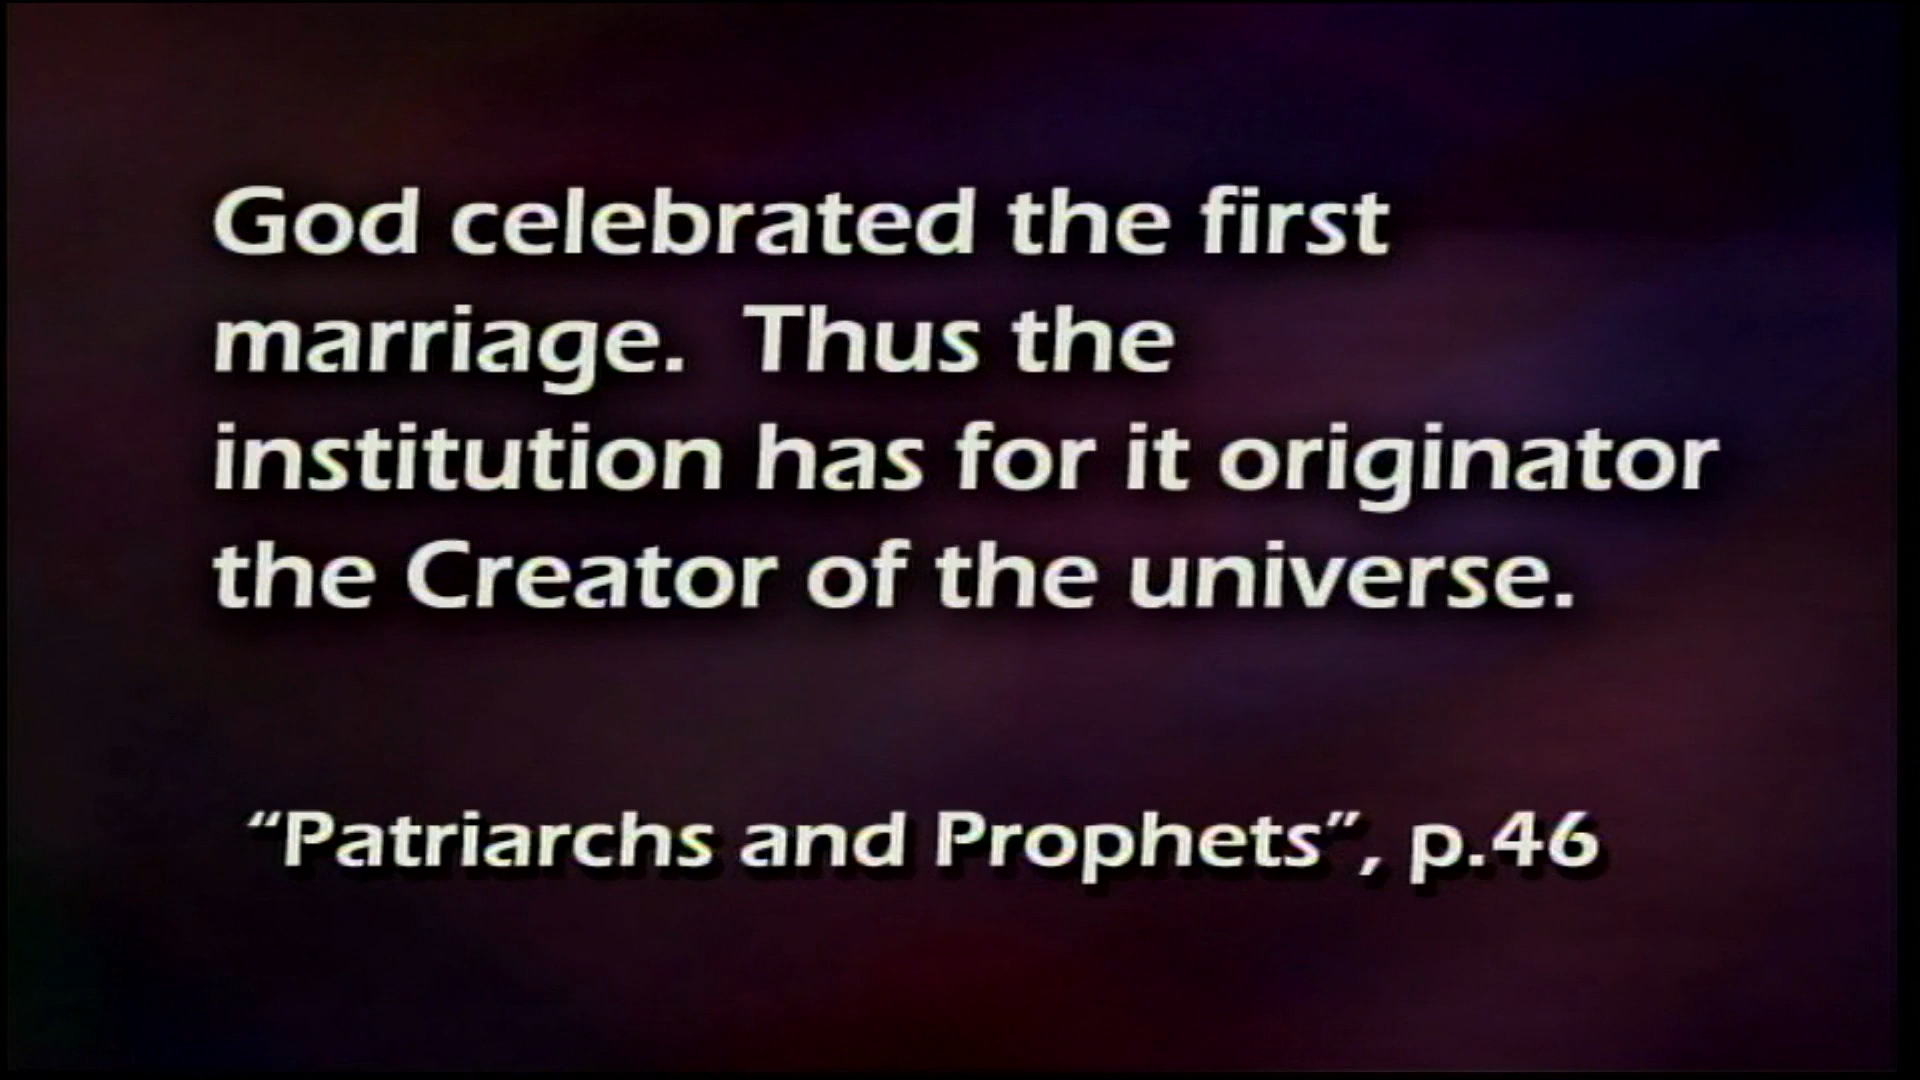 God celebrated the first
marriage.  Thus the
institution has for it originator
the Creator of the universe.
“Patriarchs and Prophets”, p.46